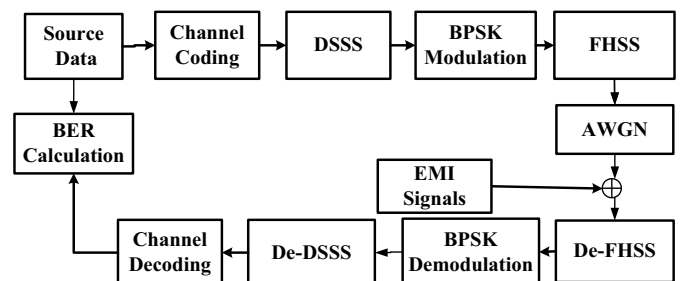 Source
Data
Channel
Coding
DSSS
BPSK
Modulation
FHSS
BER
Calculation
AWGN
EMI
Signals
Channel
Decoding
De-DSSS
BPSK
Demodulation
De-FHSS